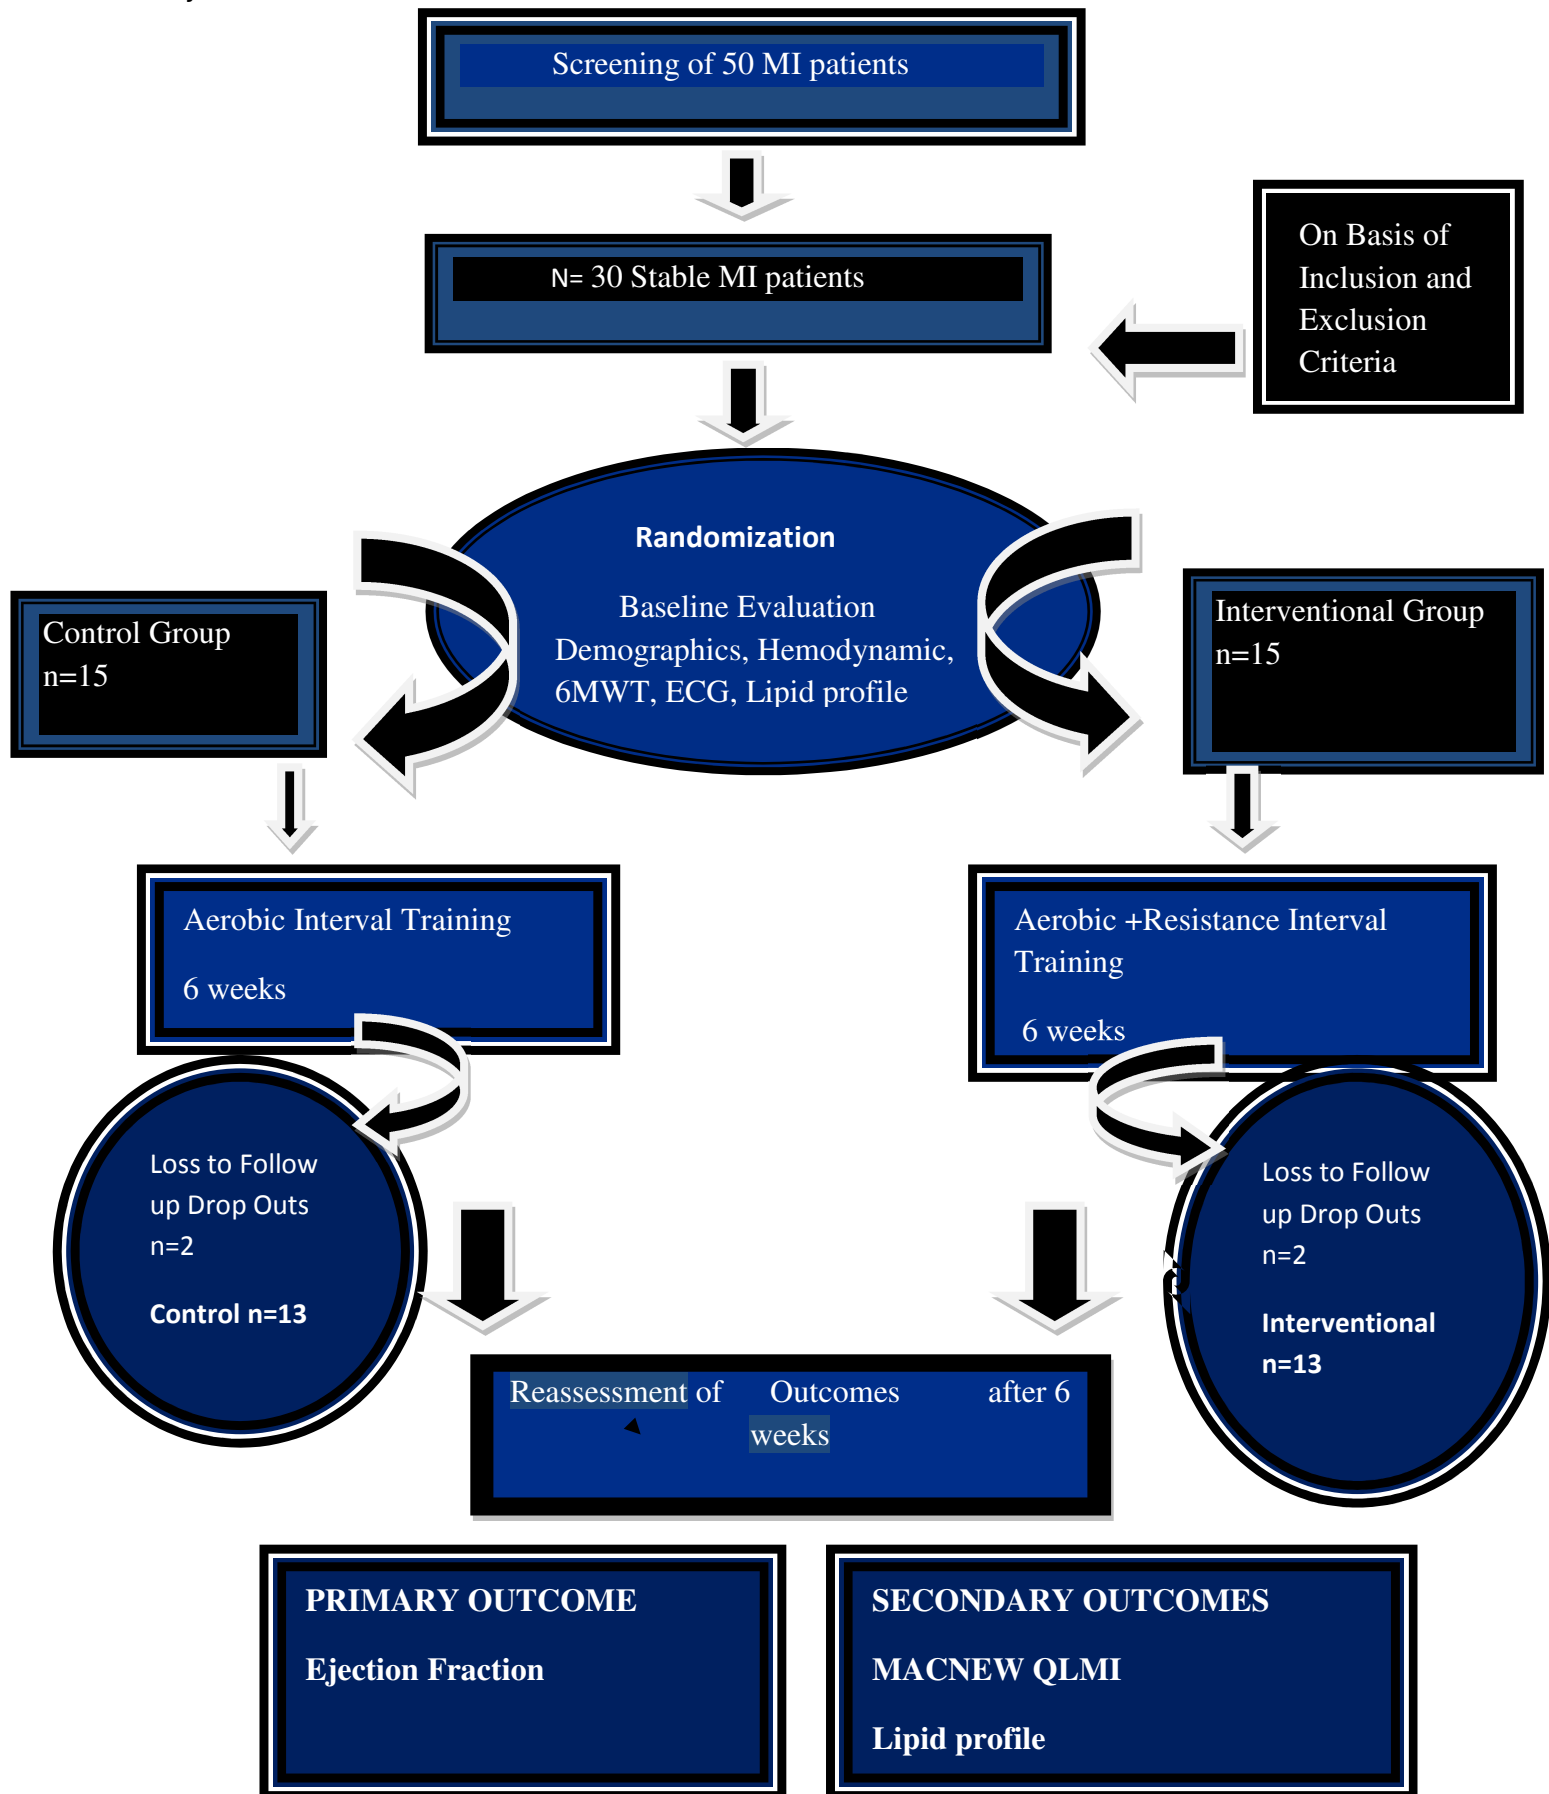 Screening of 50 MI patients
N= 30 Stable MI patients
On Basis of
Inclusion and
Exclusion
Criteria
Randomization
Baseline Evaluation
Demographics, Hemodynamic,
6MWT, ECG, Lipid profile
Control Group
n=15
Interventional Group
n=15
Aerobic Interval Training
6 weeks
Aerobic +Resistance Interval
Training
6 weeks
Loss to Follow
up Drop Outs
n=2
Control n=13
Loss to Follow
up Drop Outs
n=2
Interventional
n=13
Reassessment of Outcomes after 6
weeks
PRIMARY OUTCOME
Ejection Fraction
SECONDARY OUTCOMES
MACNEW QLMI
Lipid profile